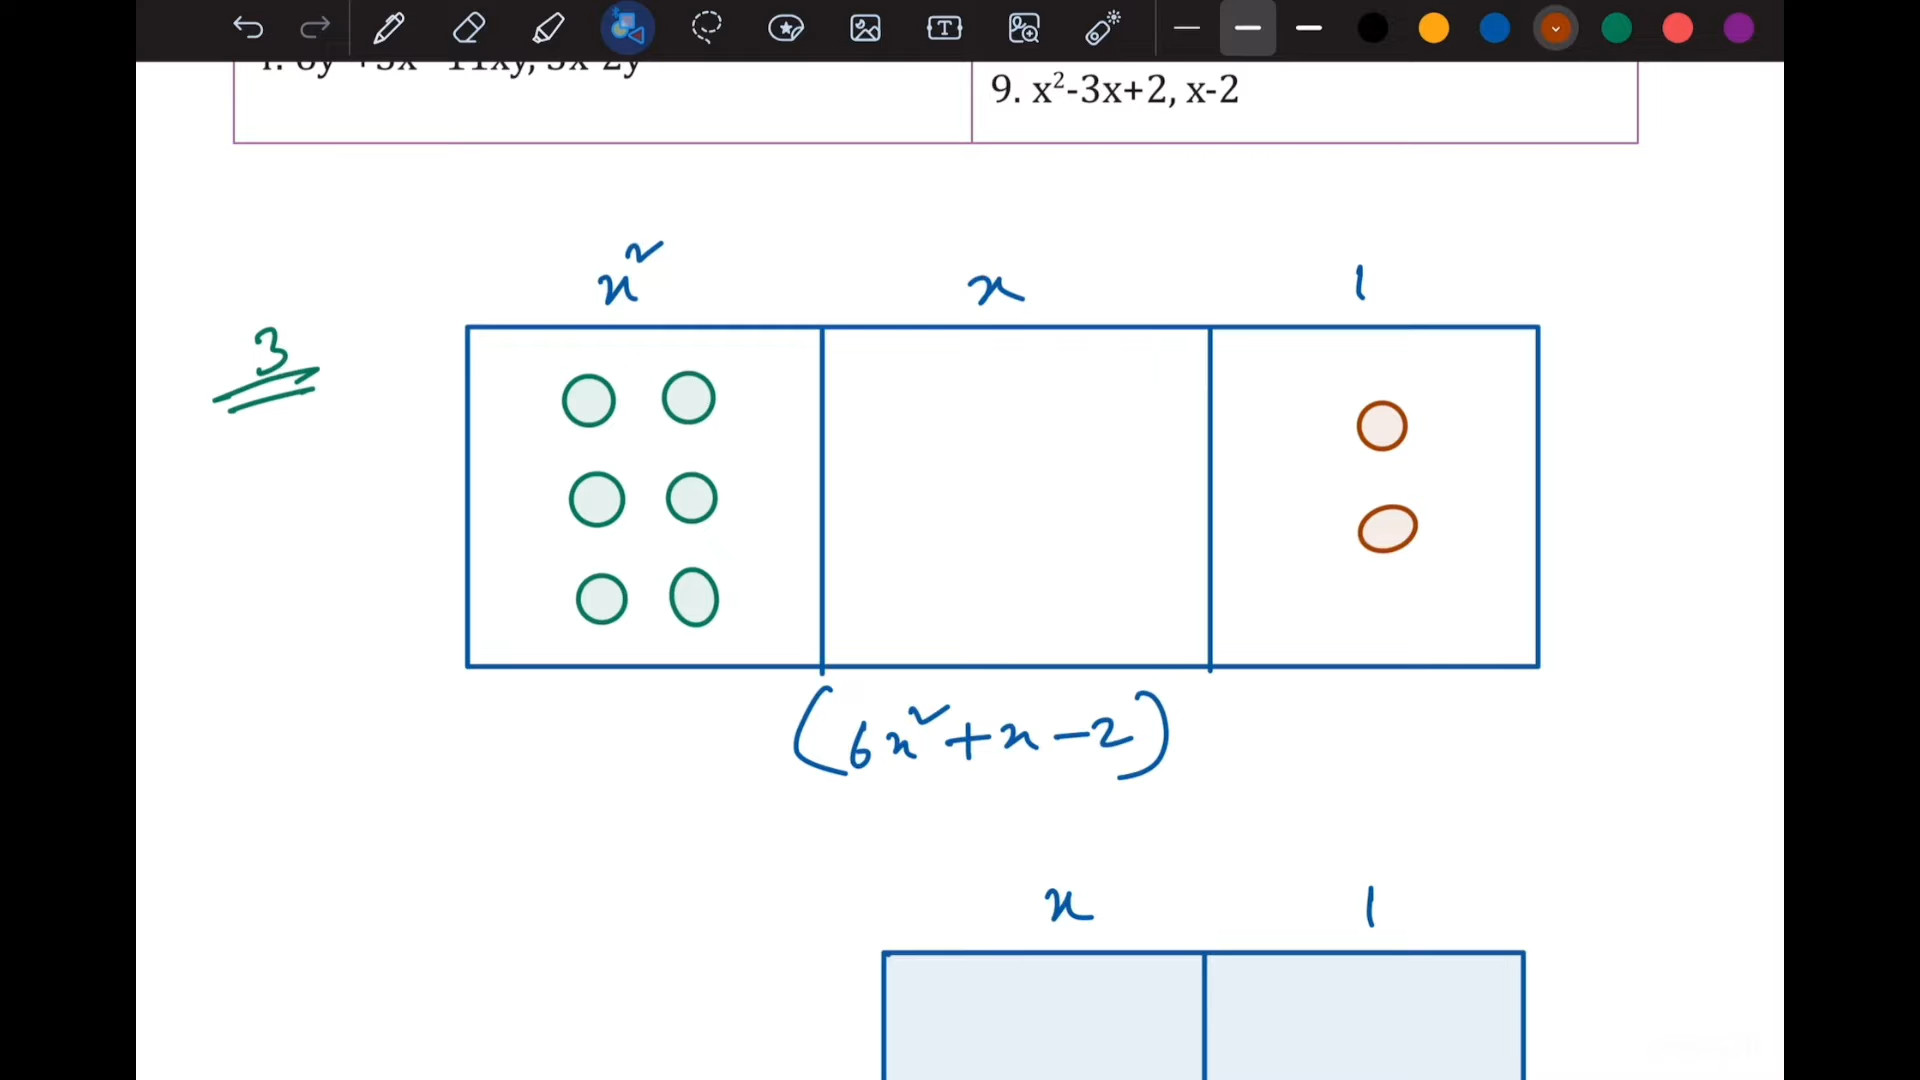 9. x²-3x+2, x-2
x² x 1
3
(6x²+x-2)
x 1